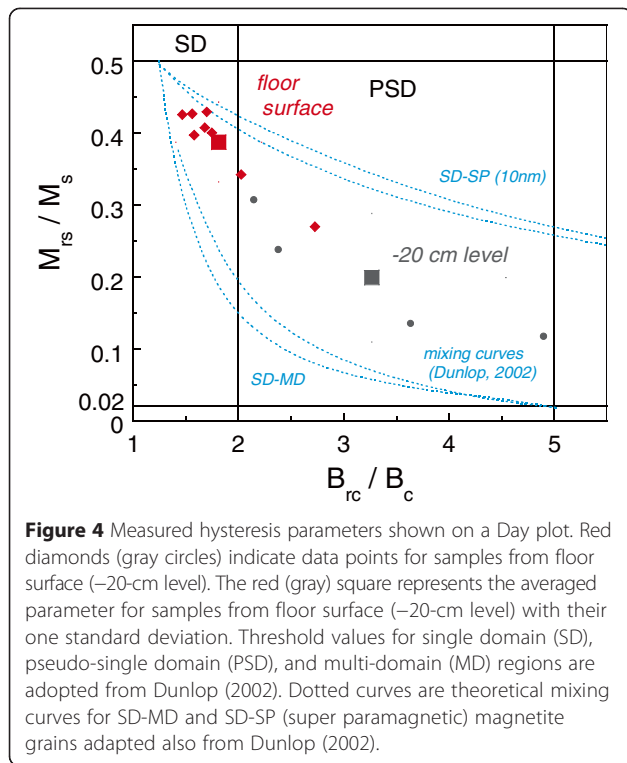 SD
0.5
floor
surface
PSD
0.4
SD-SP (10nm)
0.3
M_rs / M_s
-20 cm level
0.2
mixing curves
(Dunlop, 2002)
0.1
SD-MD
0.02
0
1 2 3 4 5
B_rc / B_c
Figure 4 Measured hysteresis parameters shown on a Day plot. Red
diamonds (gray circles) indicate data points for samples from floor
surface (−20-cm level). The red (gray) square represents the averaged
parameter for samples from floor surface (−20-cm level) with their
one standard deviation. Threshold values for single domain (SD),
pseudo-single domain (PSD), and multi-domain (MD) regions are
adopted from Dunlop (2002). Dotted curves are theoretical mixing
curves for SD-MD and SD-SP (super paramagnetic) magnetite
grains adapted also from Dunlop (2002).